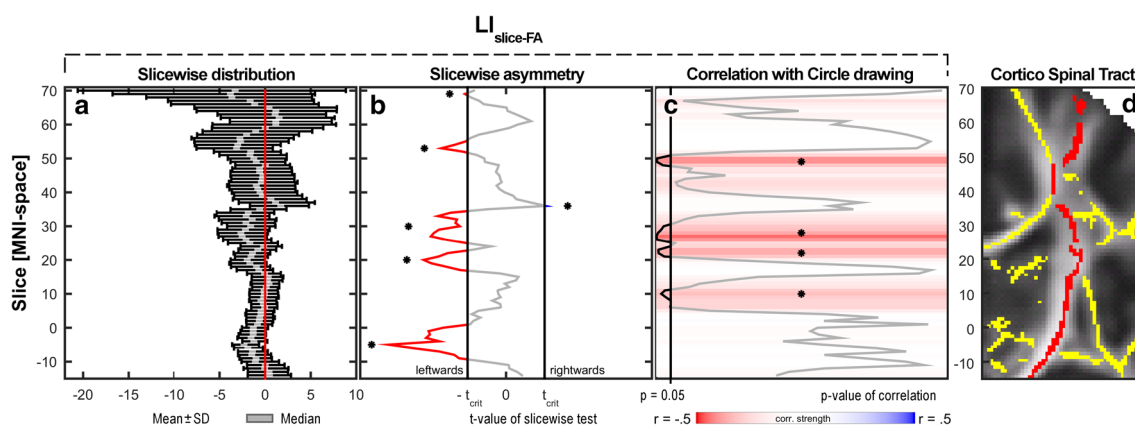 LI slice-FA
Slicewise distribution
Slicewise asymmetry
Correlation with Circle drawing
Cortico Spinal Tract
a
b
c
d
Slice [MNI-space]
70
60
50
40
30
20
10
0
-10
-20
-15
-10
-5
0
5
10
Mean±SD
Median
leftwards
rightwards
- t crit
0
t crit
t-value of slicewise test
p = 0.05
p-value of correlation
r = -.5
corr. strength
r = .5
70
60
50
40
30
20
10
0
-10